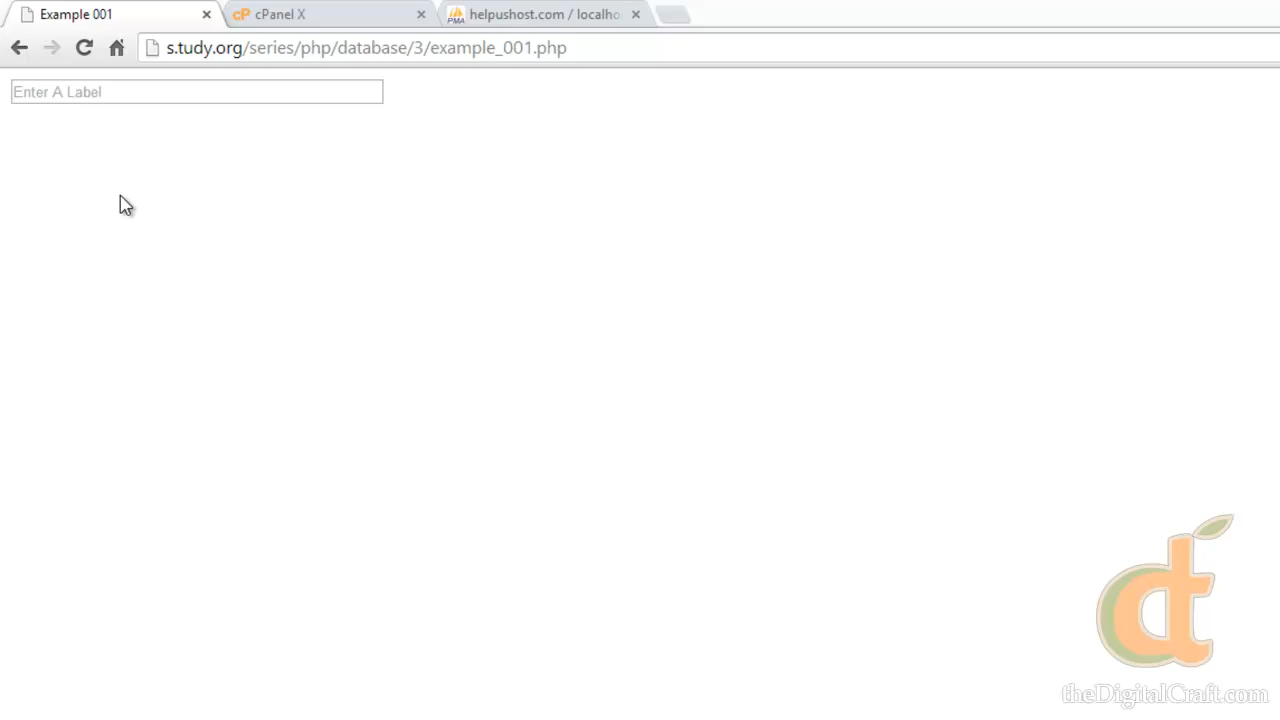 Example 001
cPanel X
helpushost.com / localho
s.tudy.org/series/php/database/3/example_001.php
Enter A Label
theDigitalCraft.com